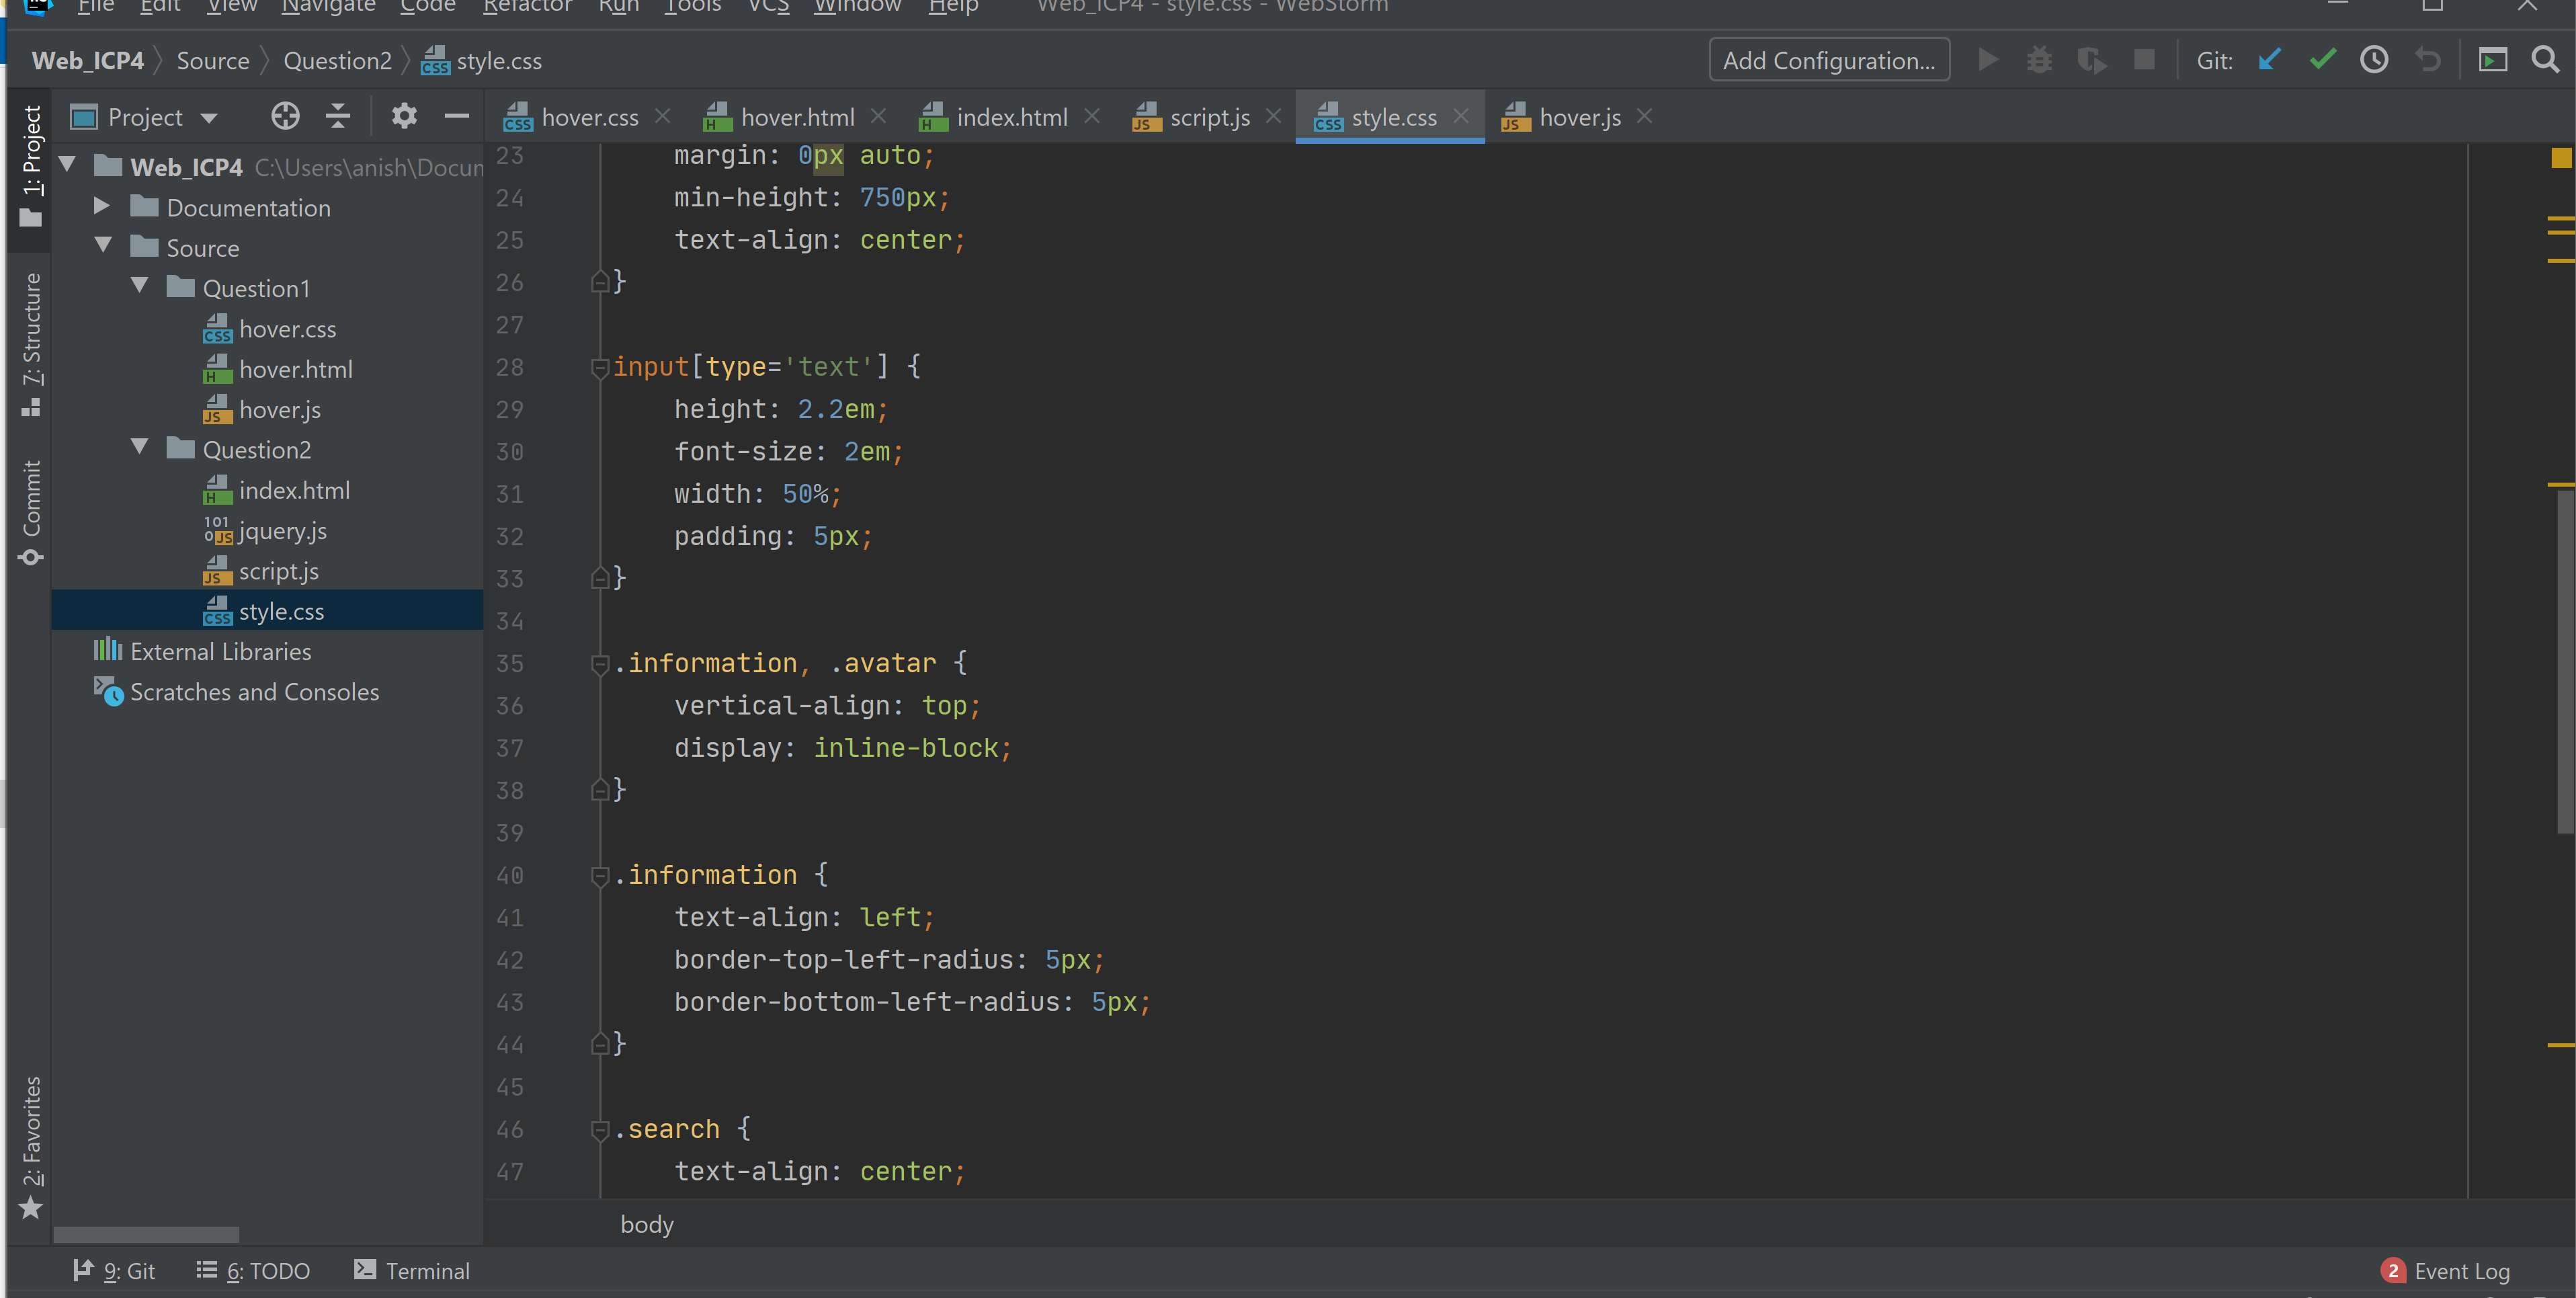 File Edit View Navigate Code Refactor Run Tools VCS Window Help Web_ICP4 - style.css - WebStorm
Web_ICP4 Source Question2 style.css Add Configuration... Git:
1: Project
7: Structure
Commit
2: Favorites
Project
Web_ICP4 C:\Users\anish\Docum
Documentation
Source
Question1
hover.css
hover.html
hover.js
Question2
index.html
jquery.js
script.js
style.css
External Libraries
Scratches and Consoles
hover.css hover.html index.html script.js style.css hover.js
23 margin: 0px auto;
24 min-height: 750px;
25 text-align: center;
26 }
27
28 input[type='text'] {
29 height: 2.2em;
30 font-size: 2em;
31 width: 50%;
32 padding: 5px;
33 }
34
35 .information, .avatar {
36 vertical-align: top;
37 display: inline-block;
38 }
39
40 .information {
41 text-align: left;
42 border-top-left-radius: 5px;
43 border-bottom-left-radius: 5px;
44 }
45
46 .search {
47 text-align: center;
body
9: Git 6: TODO Terminal 2 Event Log